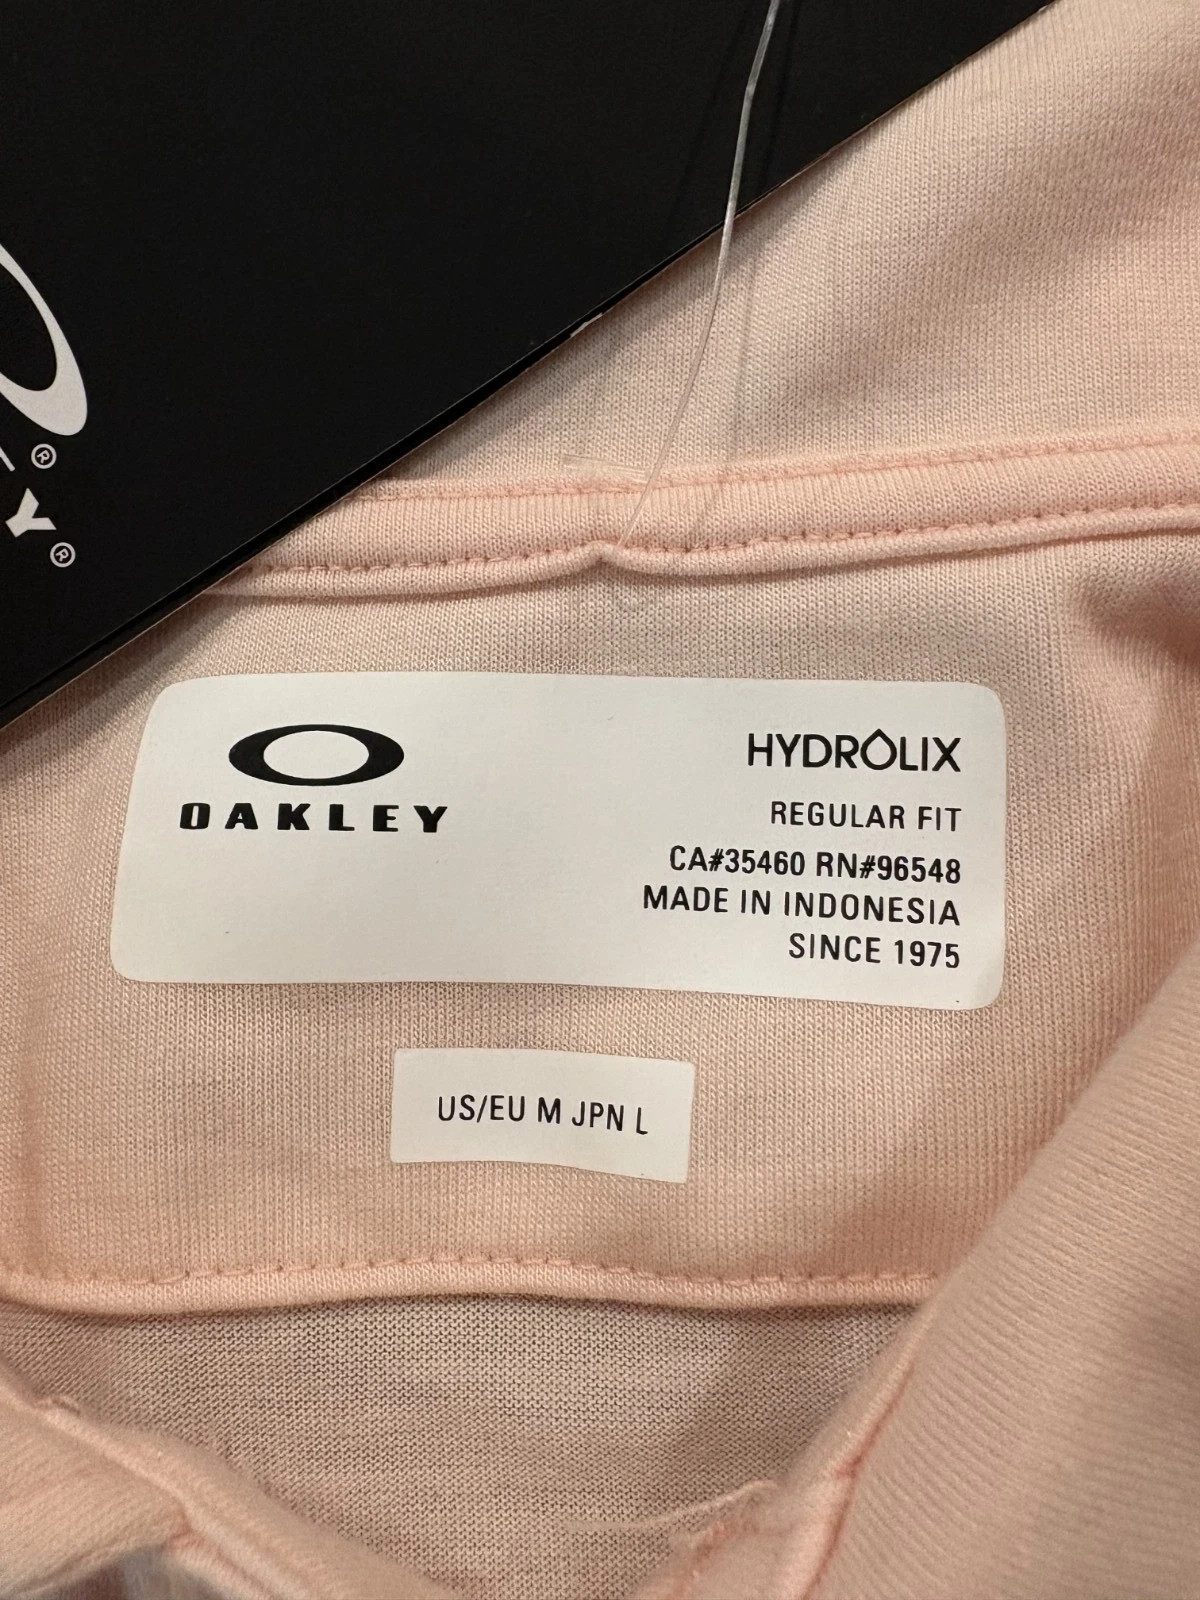 Y®
®
OAKLEY
HYDROLIX
REGULAR FIT
CA#35460 RN#96548
MADE IN INDONESIA
SINCE 1975
US/EU M JPN L